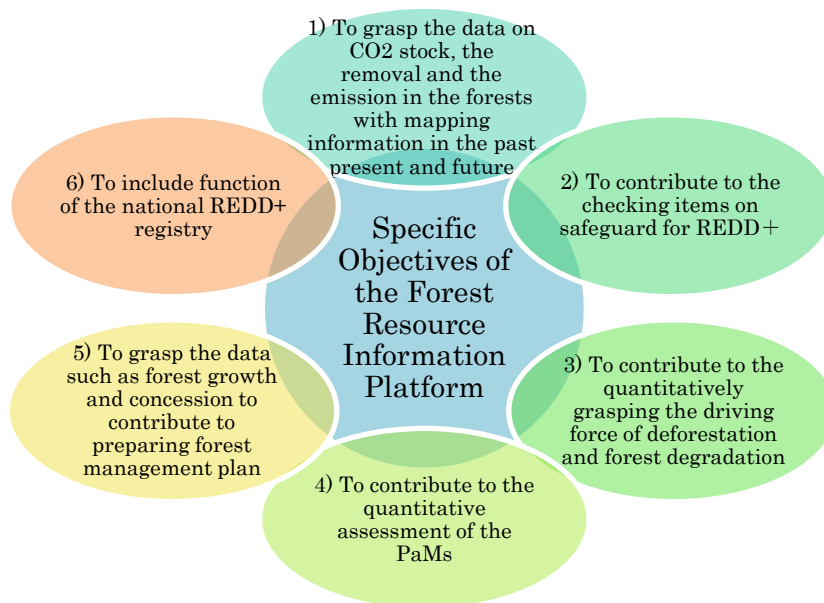 1) To grasp the data on
CO2 stock, the
removal and the
emission in the forests
with mapping
information in the past
present and future
2) To contribute to the
checking items on
safeguard for REDD＋
3) To contribute to the
quantitatively
grasping the driving
force of deforestation
and forest degradation
4) To contribute to the
quantitative
assessment of the
PaMs
5) To grasp the data
such as forest growth
and concession to
contribute to
preparing forest
management plan
6) To include function
of the national REDD+
registry
Specific
Objectives of
the Forest
Resource
Information
Platform